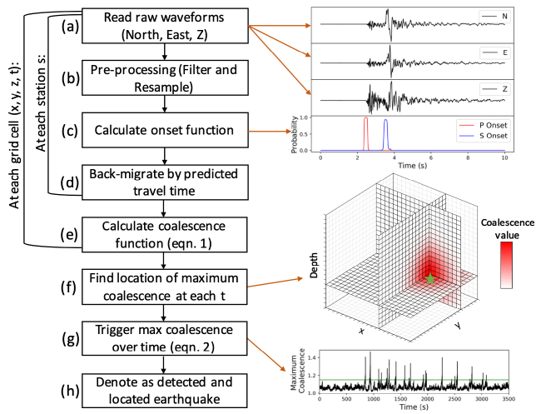 At each grid cell (x, y, z, t):
At each station s:
(a)
Read raw waveforms
(North, East, Z)
(b)
Pre-processing (Filter and
Resample)
(c)
Calculate onset function
(d)
Back-migrate by predicted
travel time
(e)
Calculate coalescence
function (eqn. 1)
(f)
Find location of maximum
coalescence at each t
(g)
Trigger max coalescence
over time (eqn. 2)
(h)
Denote as detected and
located earthquake
N
E
Z
Probability
1.0
0.5
0.0
P Onset
S Onset
0 2 4 6 8 10
Time (s)
Coalescence
value
Depth
x
y
Maximum
Coalescence
1.4
1.2
1.0
0 500 1000 1500 2000 2500 3000 3500
Time (s)